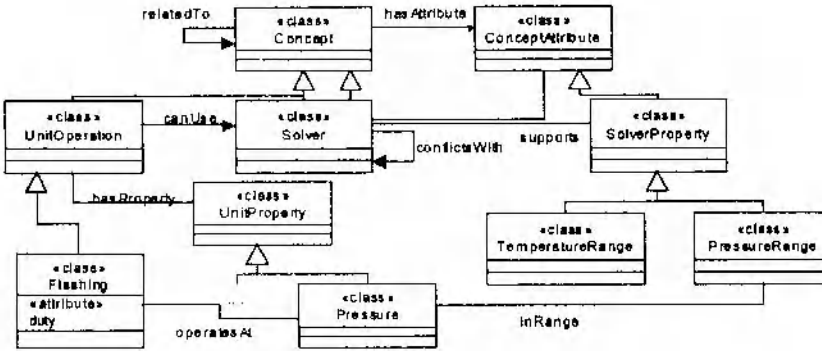 relatedTo
«class»
Concept
hasAttribute
«class»
ConceptAttribute
«class»
UnitOperation
canUse
«class»
Solver
conflictsWith
supports
«class»
SolverProperty
hasProperty
«class»
UnitProperty
«class»
TemperatureRange
«class»
PressureRange
«class»
Flashing
«attribute»
duty
operatesAt
«class»
Pressure
InRange